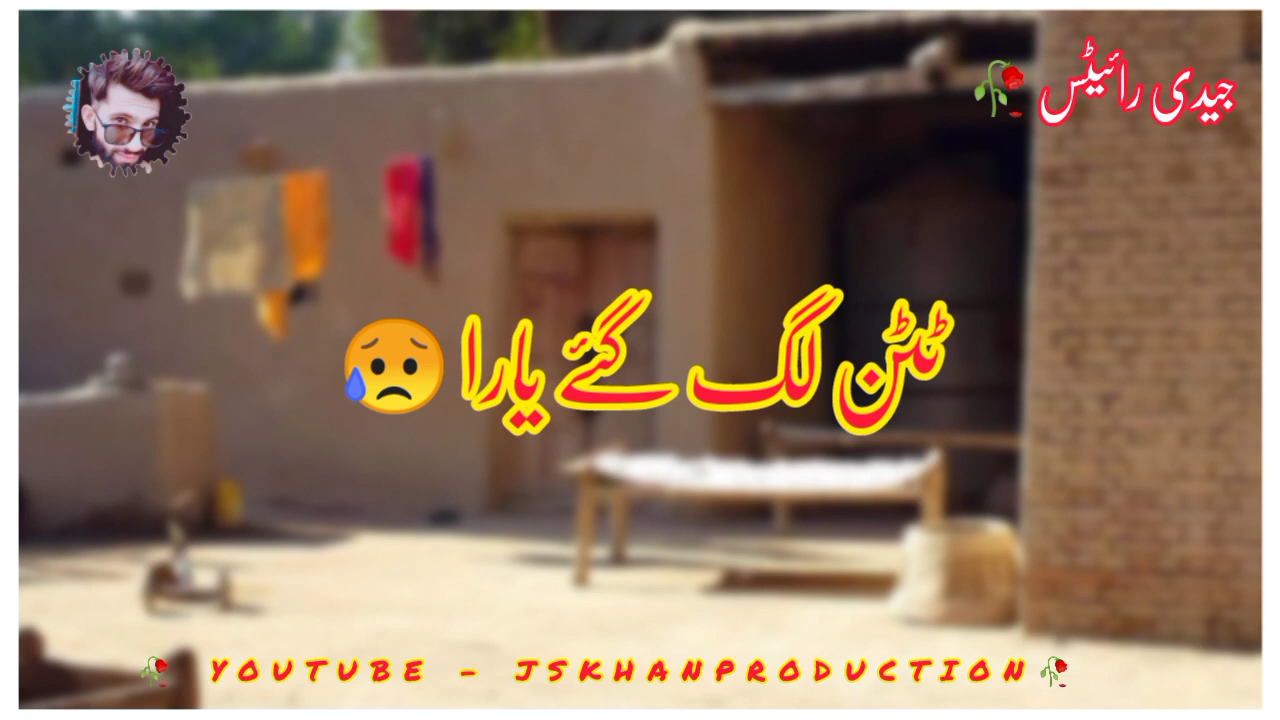 جیدی رائیٹس 🥀
ٹٹن لگ گئے یارا 😥
🥀 YOUTUBE - JSKHANPRODUCTION 🥀